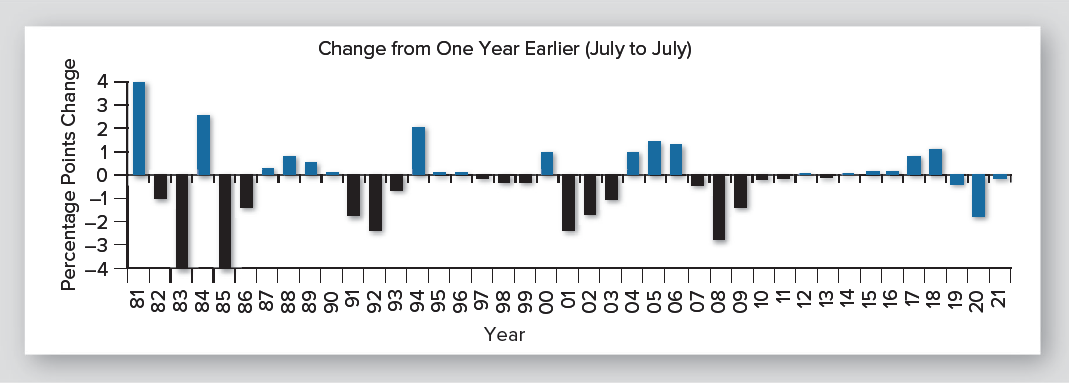 Change from One Year Earlier (July to July)
Percentage Points Change
4
3
2
1
0
–1
–2
–3
–4
81 82 83 84 85 86 87 88 89 90 91 92 93 94 95 96 97 98 99 00 01 02 03 04 05 06 07 08 09 10 11 12 13 14 15 16 17 18 19 20 21
Year